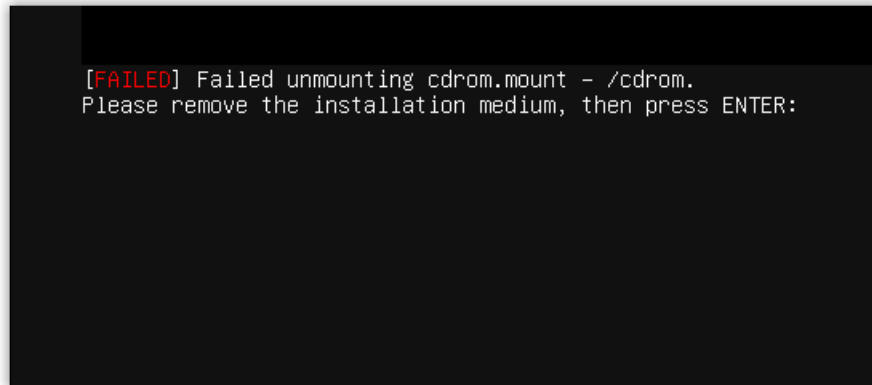 [FAILED] Failed unmounting cdrom.mount – /cdrom.
Please remove the installation medium, then press ENTER: